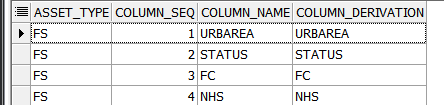 ASSET_TYPE COLUMN_SEQ COLUMN_NAME COLUMN_DERIVATION
FS 1 URBAREA URBAREA
FS 2 STATUS STATUS
FS 3 FC FC
FS 4 NHS NHS